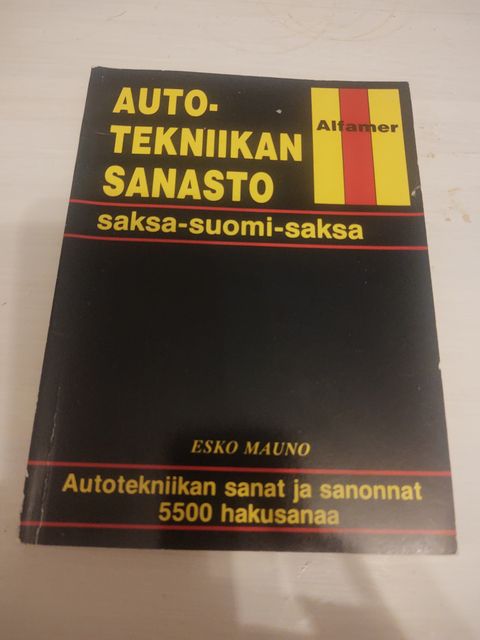 AUTO-
TEKNIIKAN
SANASTO
Alfamer
saksa-suomi-saksa
ESKO MAUNO
Autotekniikan sanat ja sanonnat
5500 hakusanaa